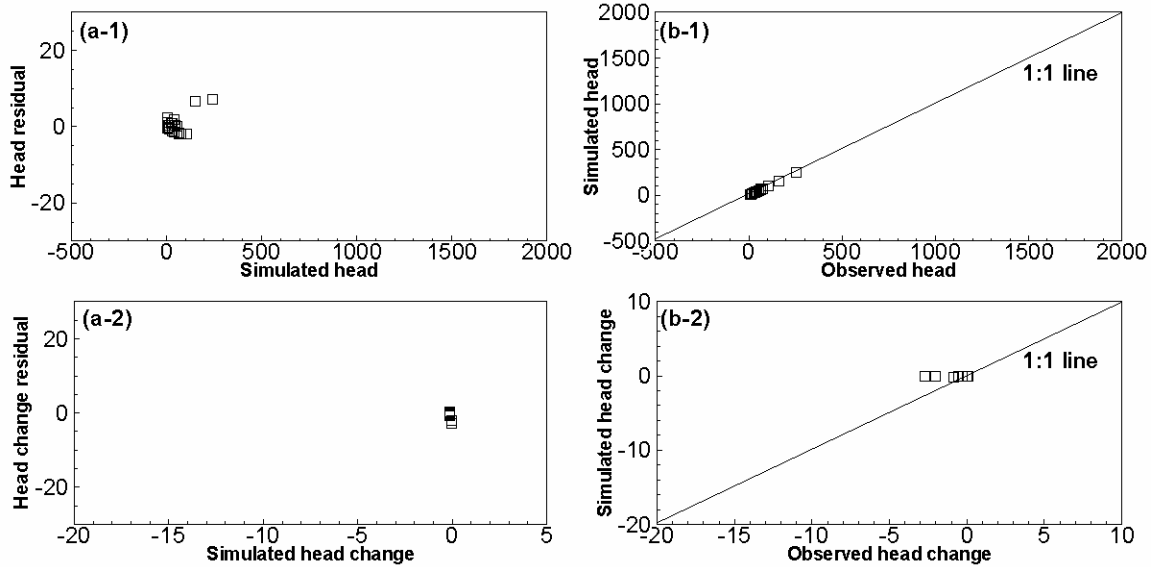 (a-1)
Head residual
20
0
-20
-500 0 500 1000 1500 2000
Simulated head
(b-1)
1:1 line
Simulated head
2000
1500
1000
500
0
-500
-500 0 500 1000 1500 2000
Observed head
(a-2)
Head change residual
20
0
-20
-20 -15 -10 -5 0 5
Simulated head change
(b-2)
1:1 line
Simulated head change
10
0
-10
-20
-20 -15 -10 -5 0 5 10
Observed head change